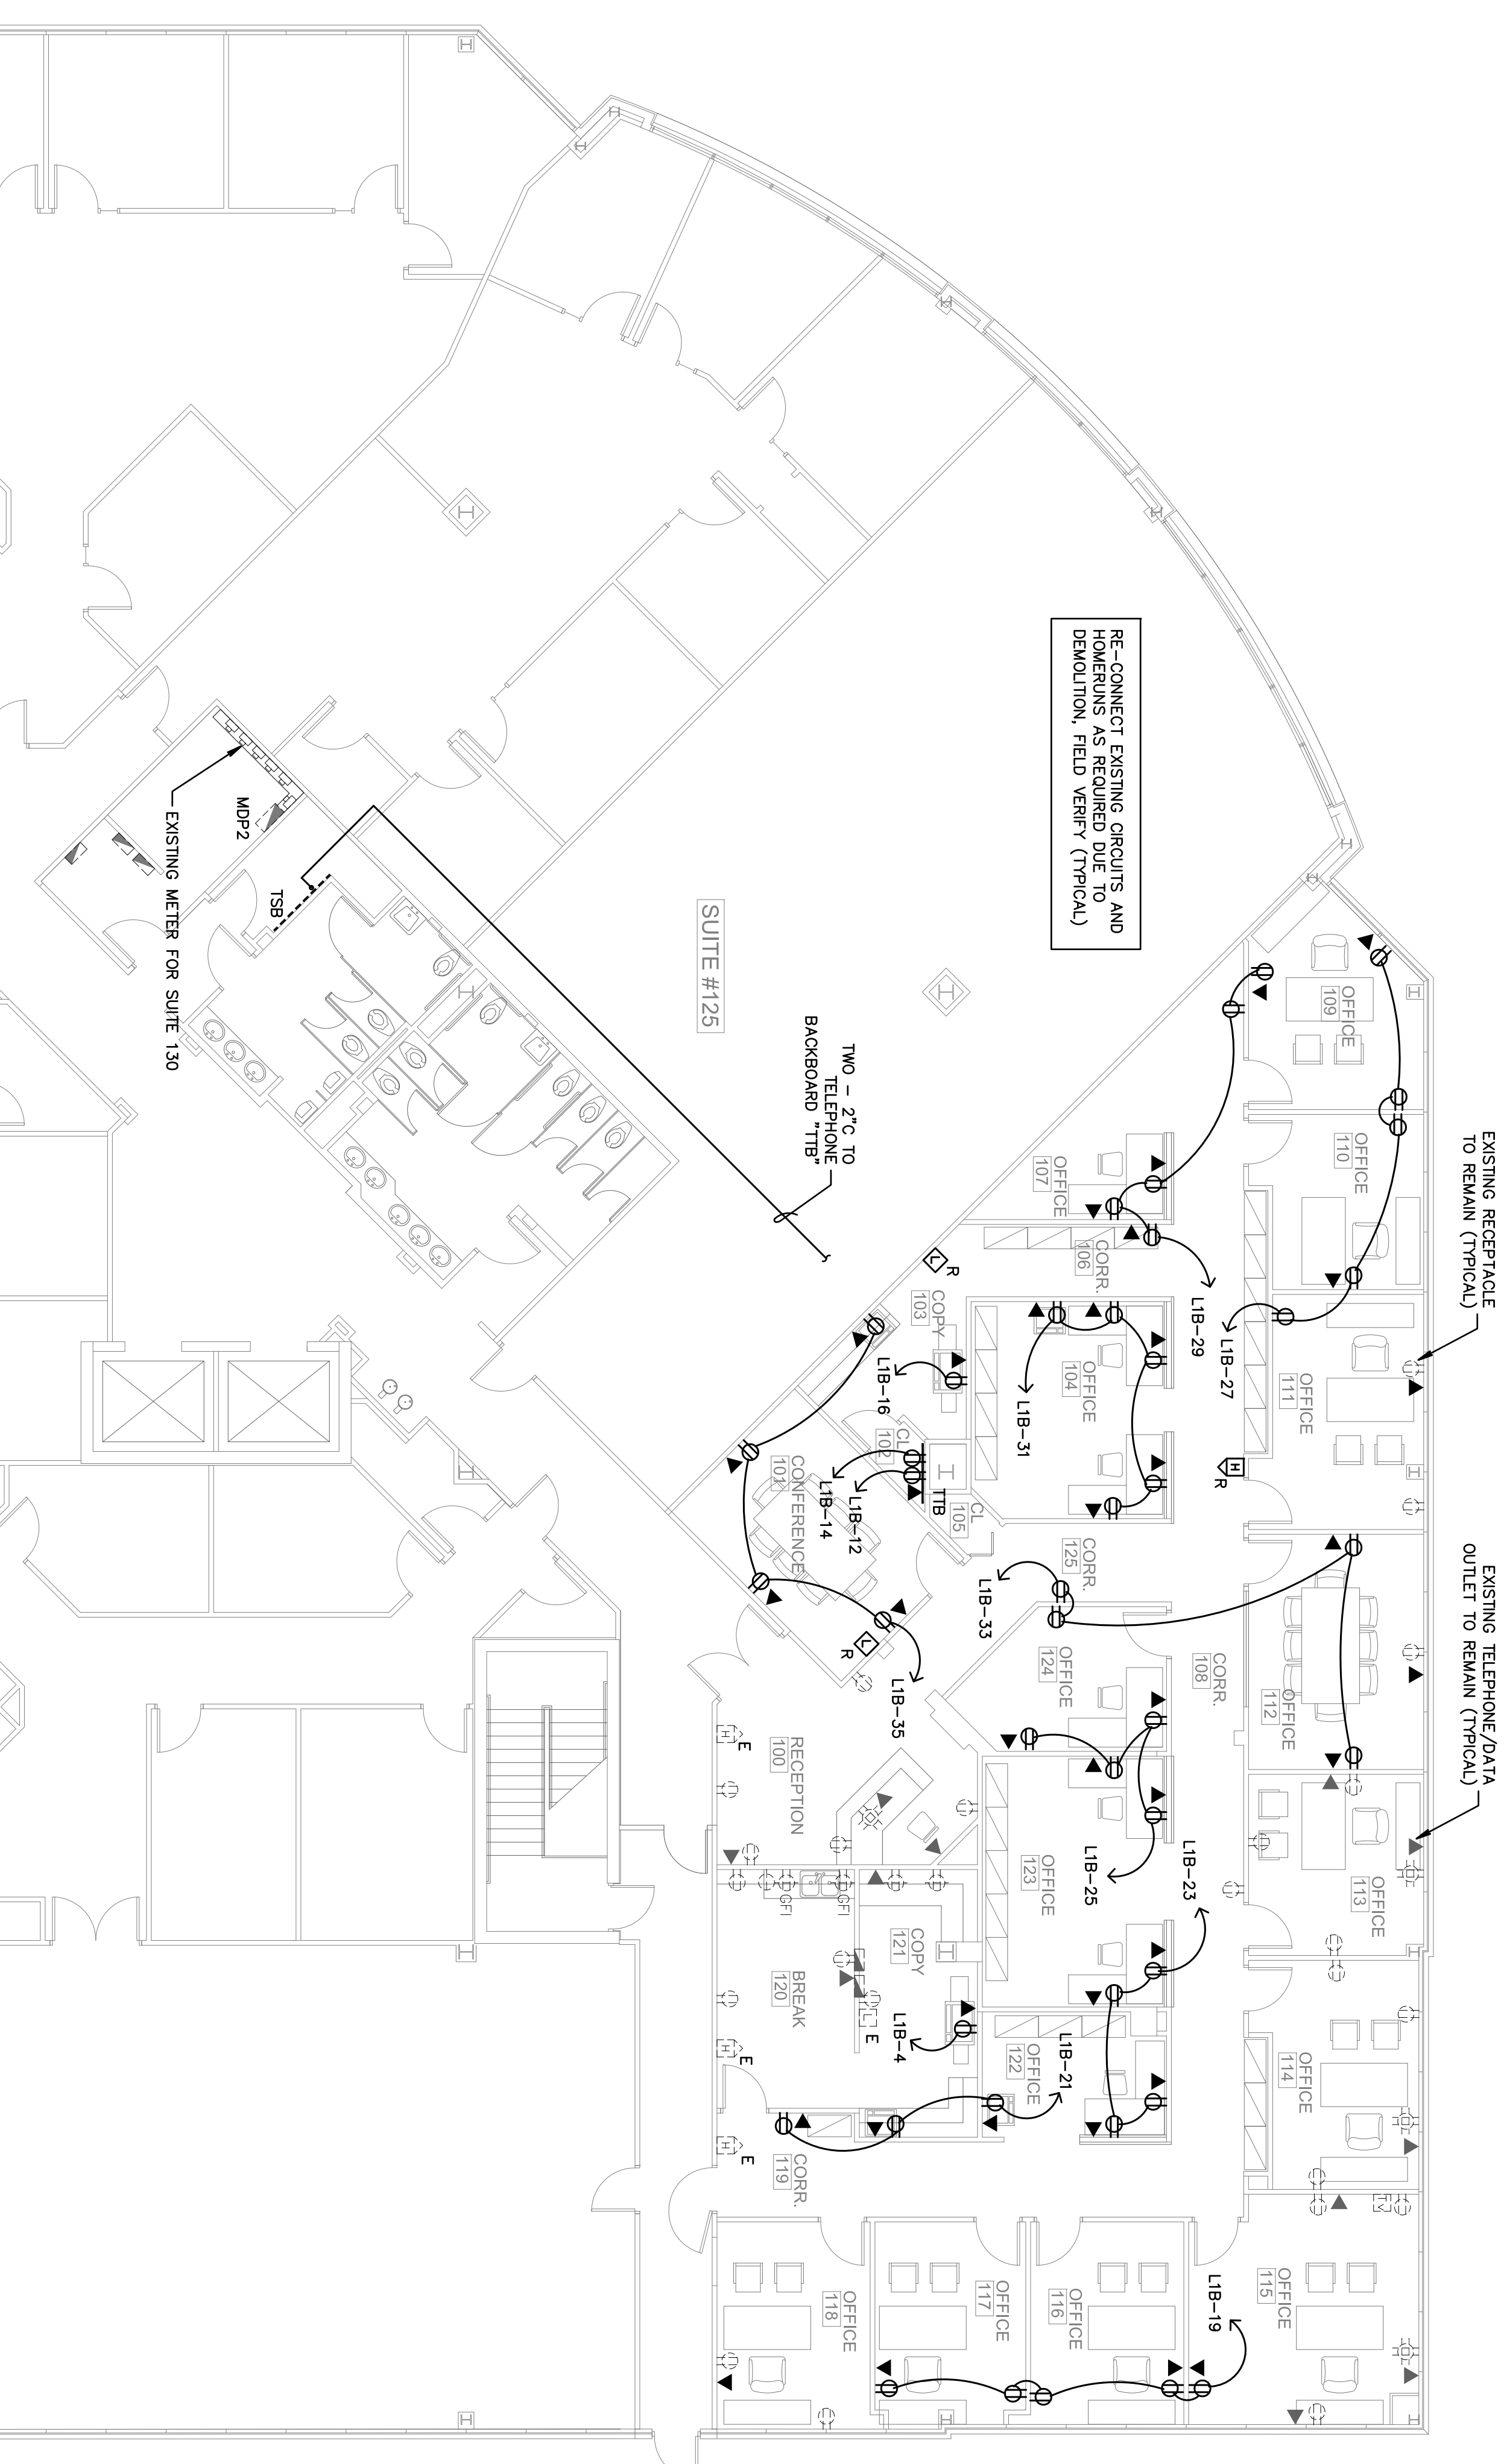 EXISTING RECEPTACLE
TO REMAIN (TYPICAL)
EXISTING TELEPHONE/DATA
OUTLET TO REMAIN (TYPICAL)
RE-CONNECT EXISTING CIRCUITS AND
HOMERUNS AS REQUIRED DUE TO
DEMOLITION, FIELD VERIFY (TYPICAL)
OFFICE
109
OFFICE
110
OFFICE
111
OFFICE
112
OFFICE
113
OFFICE
114
OFFICE
115
TV
L1B-27
L1B-29
H
R
CORR.
108
L1B-23
L1B-19
OFFICE
107
CORR.
106
OFFICE
104
L1B-31
CORR.
125
L1B-33
OFFICE
124
L1B-25
OFFICE
123
OFFICE
122
L1B-21
OFFICE
116
OFFICE
117
OFFICE
118
L
R
COPY
103
L1B-16
CL
102
CL
105
TTB
L1B-12
L1B-14
CONFERENCE
101
L
R
L1B-35
COPY
121
L1B-4
L
E
RECEPTION
100
GFI
GFI
BREAK
120
CORR.
119
E
H
E
H
E
TWO - 2"C TO
TELEPHONE
BACKBOARD "TTB"
SUITE #125
MDP2
TSB
EXISTING METER FOR SUITE 130